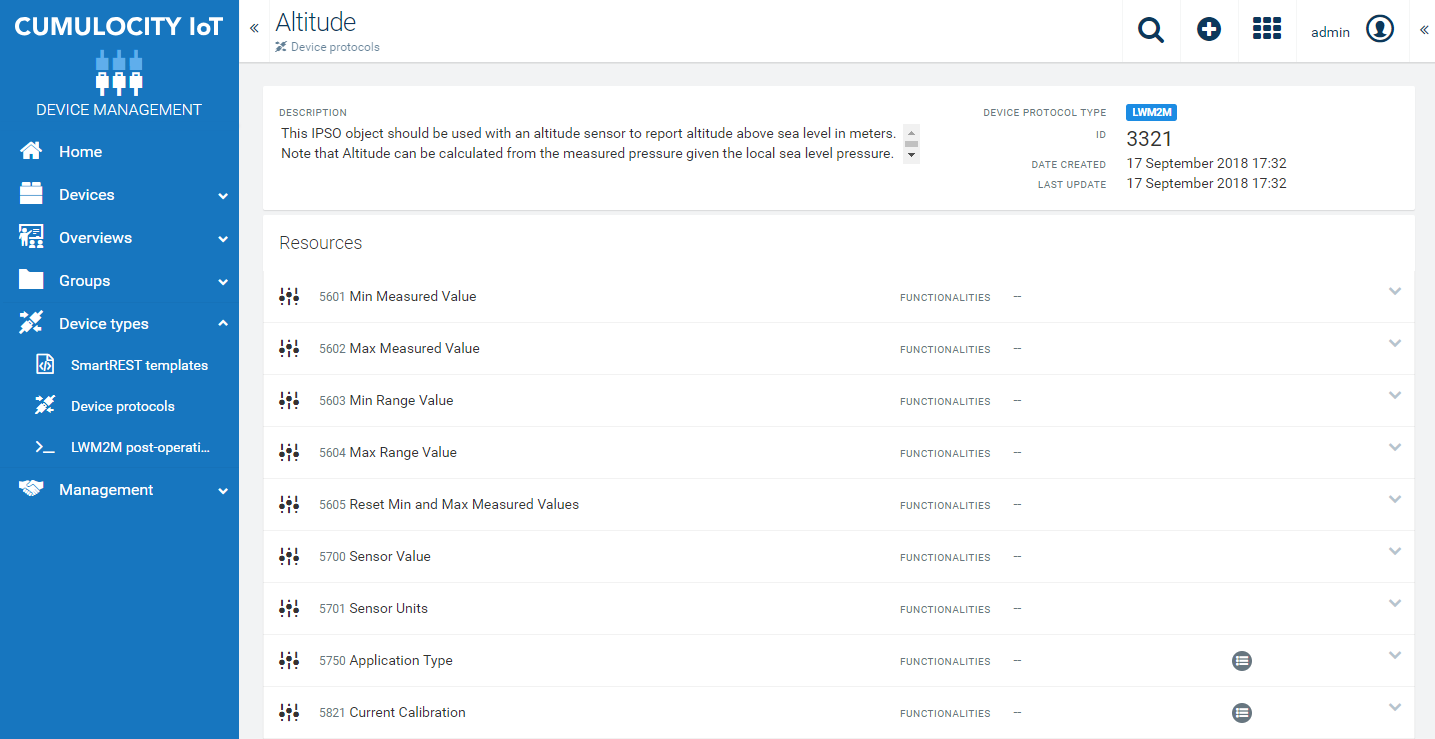 CUMULOCITY IoT
DEVICE MANAGEMENT
Home
Devices
Overviews
Groups
Device types
SmartREST templates
Device protocols
LWM2M post-operati...
Management
Altitude
Device protocols
admin
DESCRIPTION
This IPSO object should be used with an altitude sensor to report altitude above sea level in meters.
Note that Altitude can be calculated from the measured pressure given the local sea level pressure.
DEVICE PROTOCOL TYPE LWM2M
ID 3321
DATE CREATED 17 September 2018 17:32
LAST UPDATE 17 September 2018 17:32
Resources
5601 Min Measured Value FUNCTIONALITIES --
5602 Max Measured Value FUNCTIONALITIES --
5603 Min Range Value FUNCTIONALITIES --
5604 Max Range Value FUNCTIONALITIES --
5605 Reset Min and Max Measured Values FUNCTIONALITIES --
5700 Sensor Value FUNCTIONALITIES --
5701 Sensor Units FUNCTIONALITIES --
5750 Application Type FUNCTIONALITIES --
5821 Current Calibration FUNCTIONALITIES --